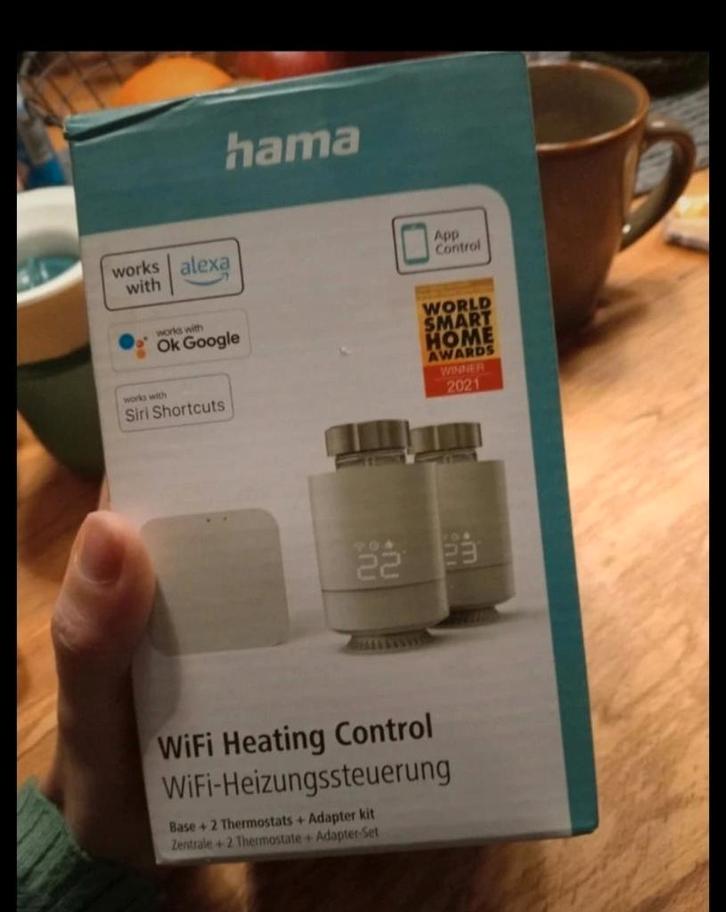 hama
works with | alexa
App Control
works with
Ok Google
works with
Siri Shortcuts
WORLD
SMART
HOME
AWARDS
WINNER
2021
22
23
WiFi Heating Control
WiFi-Heizungssteuerung
Base + 2 Thermostats + Adapter kit
Zentrale + 2 Thermostate + Adapter-Set